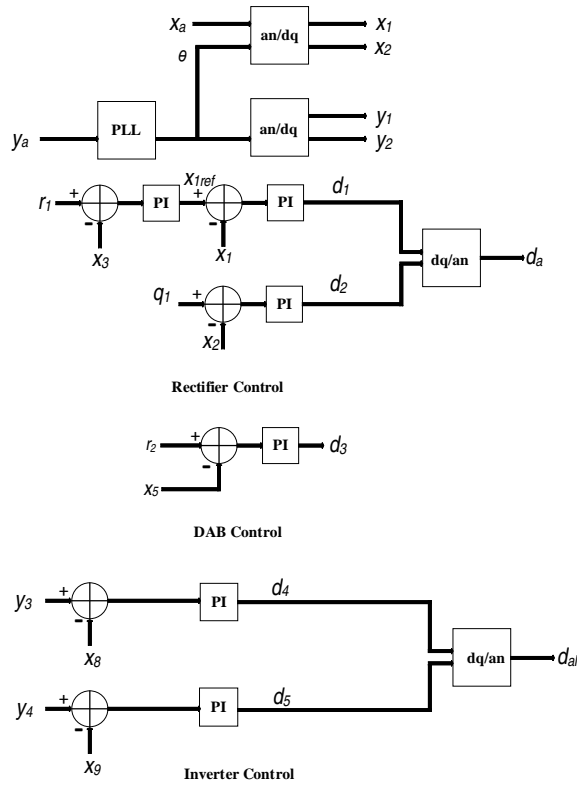 xa an/dq x1
x2
θ
ya PLL an/dq y1
y2
r1 + - x3 PI x1ref + - x1 PI d1
dq/an da
q1 + - x2 PI d2
Rectifier Control
r2 + - x5 PI d3
DAB Control
y3 + - x8 PI d4
dq/an dal
y4 + - x9 PI d5
Inverter Control